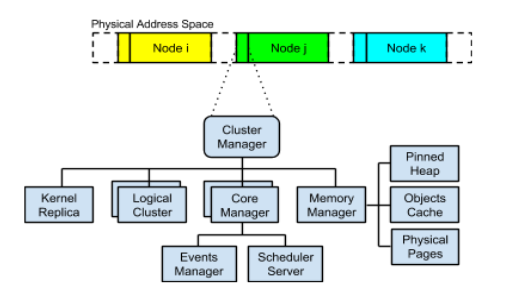 Physical Address Space
Node i
Node j
Node k
Cluster
Manager
Pinned
Heap
Kernel
Replica
Logical
Cluster
Core
Manager
Memory
Manager
Objects
Cache
Physical
Pages
Events
Manager
Scheduler
Server